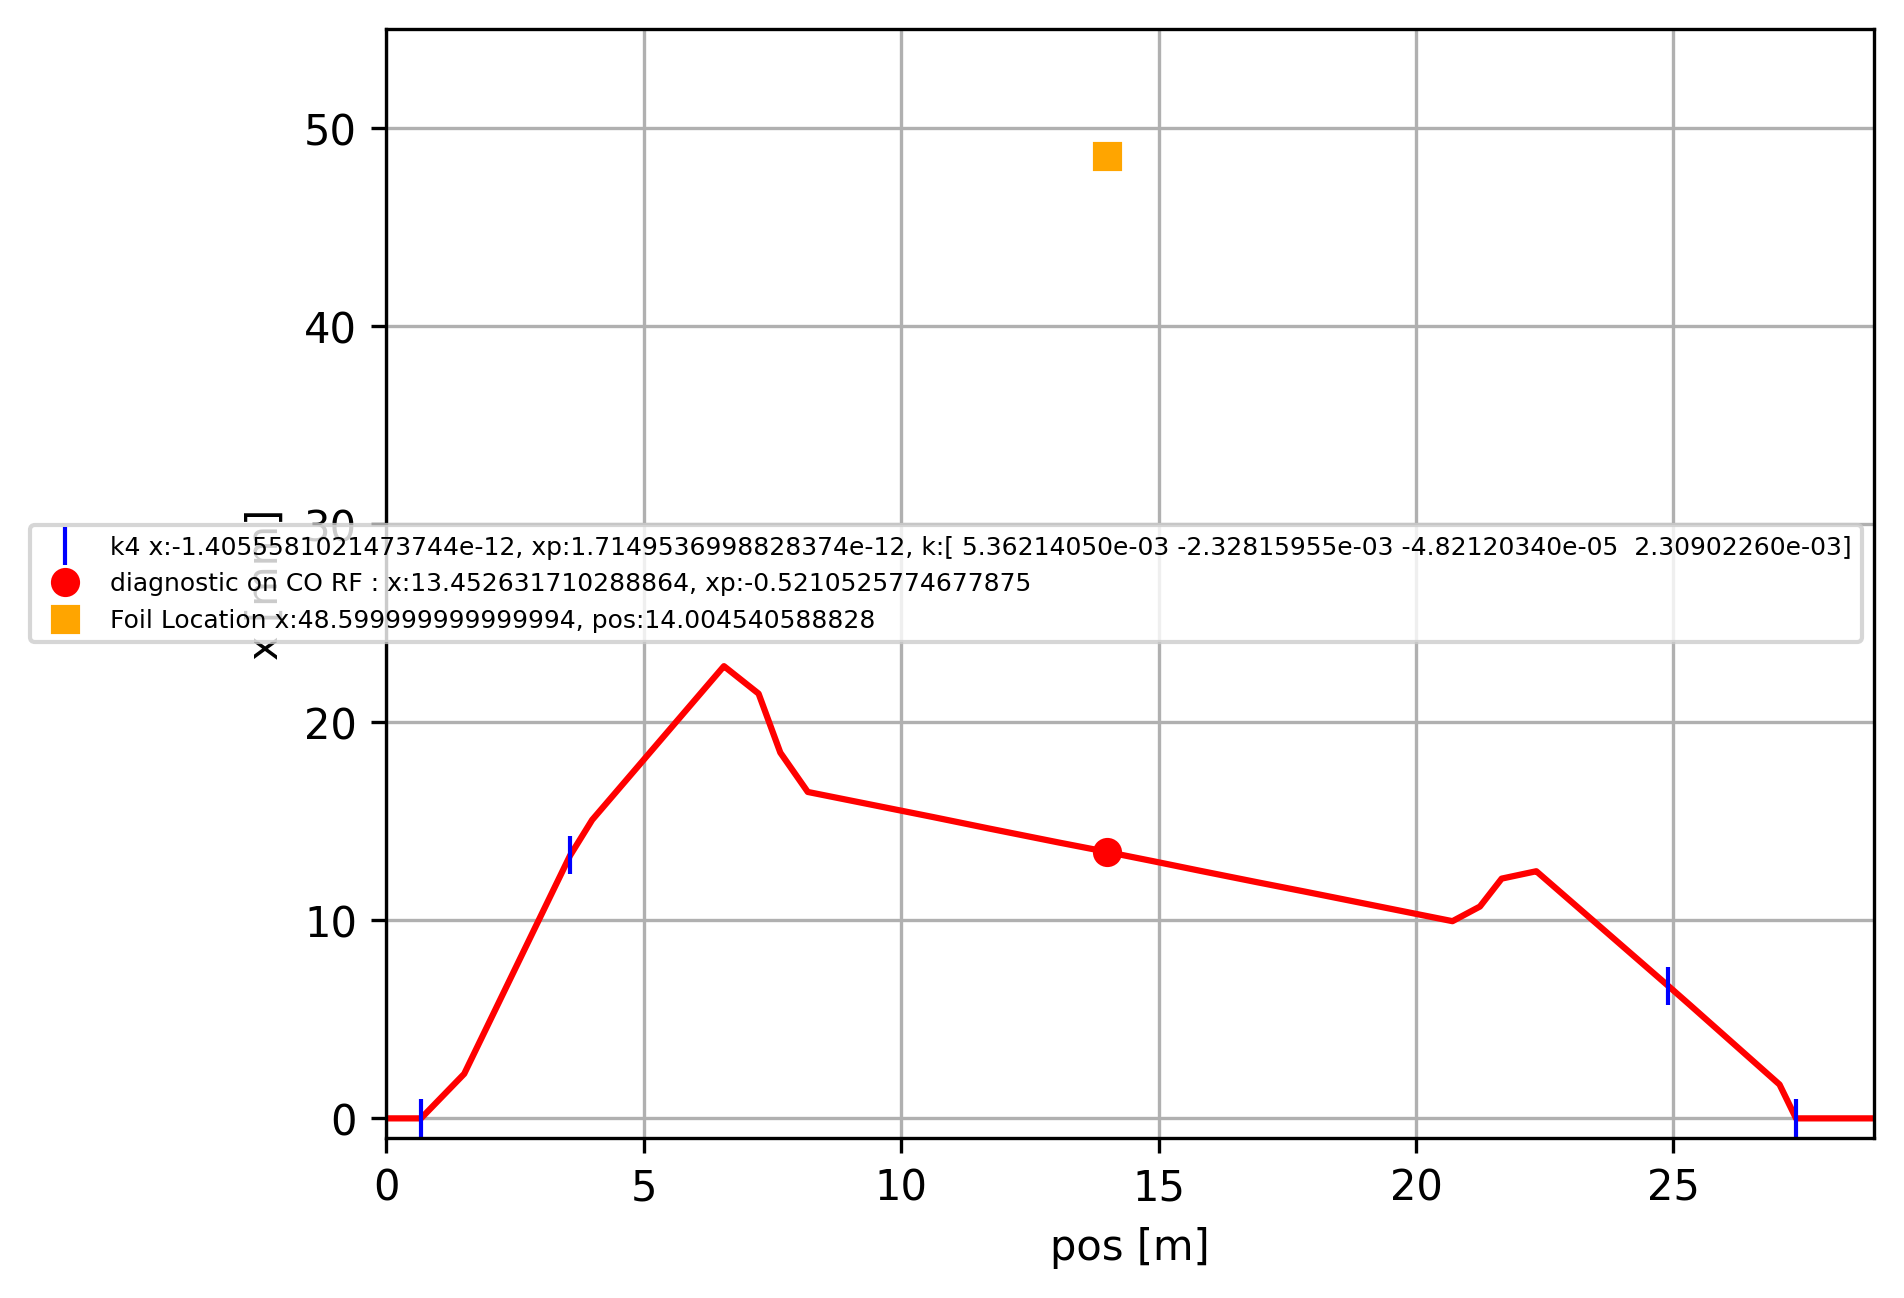 50
40
30
20
10
0
x [mm]
k4 x:-1.4055581021473744e-12, xp:1.7149536998828374e-12, k:[ 5.36214050e-03 -2.32815955e-03 -4.82120340e-05  2.30902260e-03]
diagnostic on CO RF : x:13.452631710288864, xp:-0.5210525774677875
Foil Location x:48.599999999999994, pos:14.004540588828
0 5 10 15 20 25
pos [m]